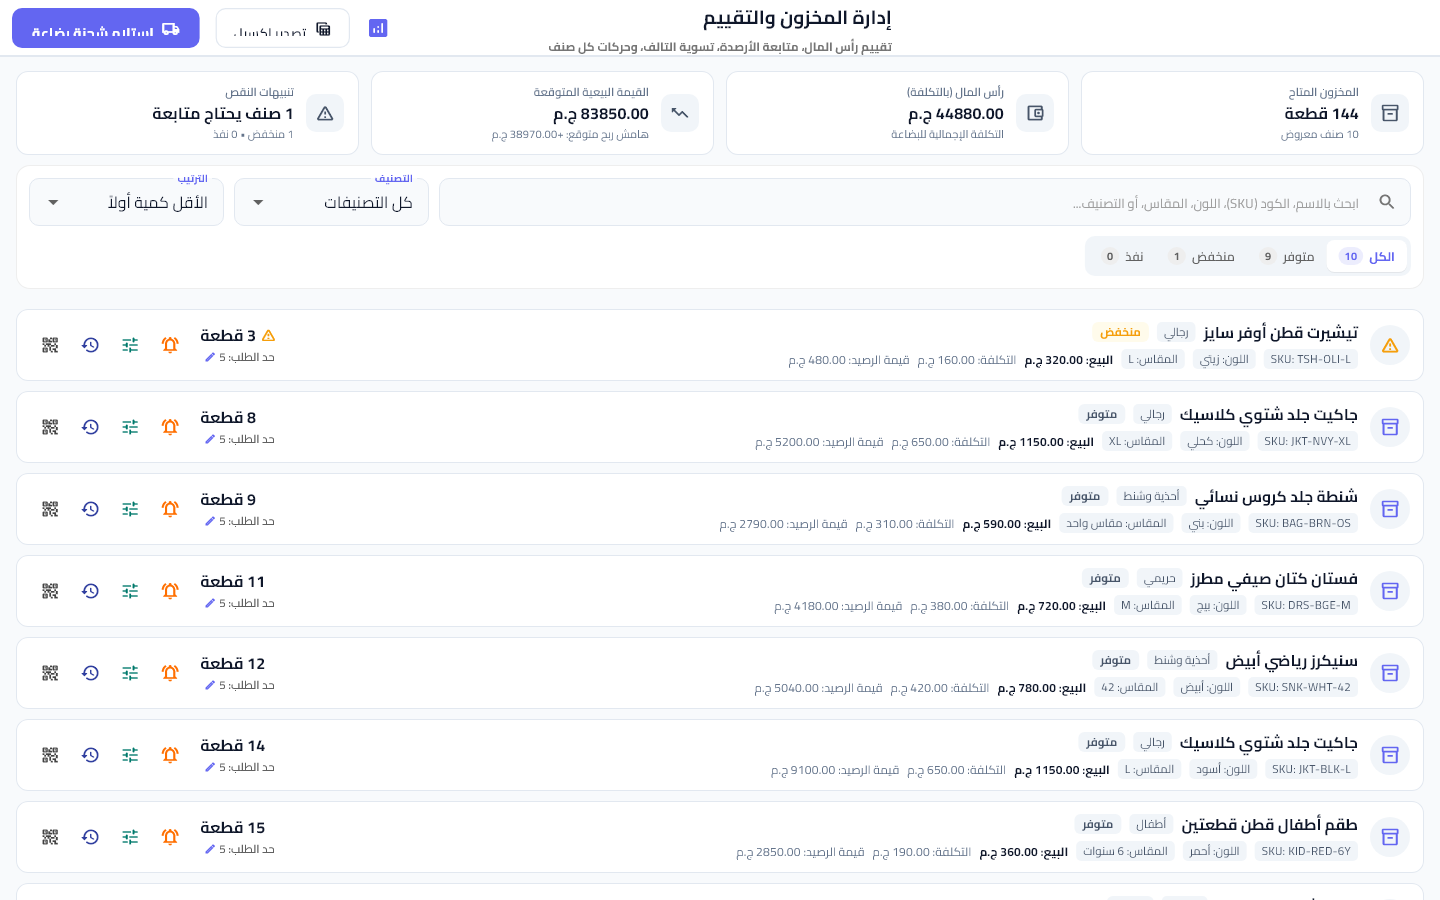 إدارة المخزون والتقييم
تقييم رأس المال، متابعة الأرصدة، تسوية التالف، وحركات كل صنف
تصدير إكسيل
استلام شحنة بضاعة
المخزون المتاح
144 قطعة
10 صنف معروض
رأس المال (بالتكلفة)
44880.00 ج.م
التكلفة الإجمالية للبضاعة
القيمة البيعية المتوقعة
83850.00 ج.م
هامش ربح متوقع: +38970.00 ج.م
تنبيهات النقص
1 صنف يحتاج متابعة
1 منخفض • 0 نفذ
ابحث بالاسم، الكود (SKU)، اللون، المقاس، أو التصنيف...
التصنيف
كل التصنيفات
الترتيب
الأقل كمية أولاً
الكل 10 متوفر 9 منخفض 1 نفذ 0
تيشيرت قطن أوفر سايز رجالي منخفض
SKU: TSH-OLI-L اللون: زيتي المقاس: L البيع: 320.00 ج.م التكلفة: 160.00 ج.م قيمة الرصيد: 480.00 ج.م
3 قطعة
حد الطلب: 5
جاكيت جلد شتوي كلاسيك رجالي متوفر
SKU: JKT-NVY-XL اللون: كحلي المقاس: XL البيع: 1150.00 ج.م التكلفة: 650.00 ج.م قيمة الرصيد: 5200.00 ج.م
8 قطعة
حد الطلب: 5
شنطة جلد كروس نسائي أحذية وشنط متوفر
SKU: BAG-BRN-OS اللون: بني المقاس: مقاس واحد البيع: 590.00 ج.م التكلفة: 310.00 ج.م قيمة الرصيد: 2790.00 ج.م
9 قطعة
حد الطلب: 5
فستان كتان صيفي مطرز حريمي متوفر
SKU: DRS-BGE-M اللون: بيج المقاس: M البيع: 720.00 ج.م التكلفة: 380.00 ج.م قيمة الرصيد: 4180.00 ج.م
11 قطعة
حد الطلب: 5
سنيكرز رياضي أبيض أحذية وشنط متوفر
SKU: SNK-WHT-42 اللون: أبيض المقاس: 42 البيع: 780.00 ج.م التكلفة: 420.00 ج.م قيمة الرصيد: 5040.00 ج.م
12 قطعة
حد الطلب: 5
جاكيت جلد شتوي كلاسيك رجالي متوفر
SKU: JKT-BLK-L اللون: أسود المقاس: L البيع: 1150.00 ج.م التكلفة: 650.00 ج.م قيمة الرصيد: 9100.00 ج.م
14 قطعة
حد الطلب: 5
طقم أطفال قطن قطعتين أطفال متوفر
SKU: KID-RED-6Y اللون: أحمر المقاس: 6 سنوات البيع: 360.00 ج.م التكلفة: 190.00 ج.م قيمة الرصيد: 2850.00 ج.م
15 قطعة
حد الطلب: 5